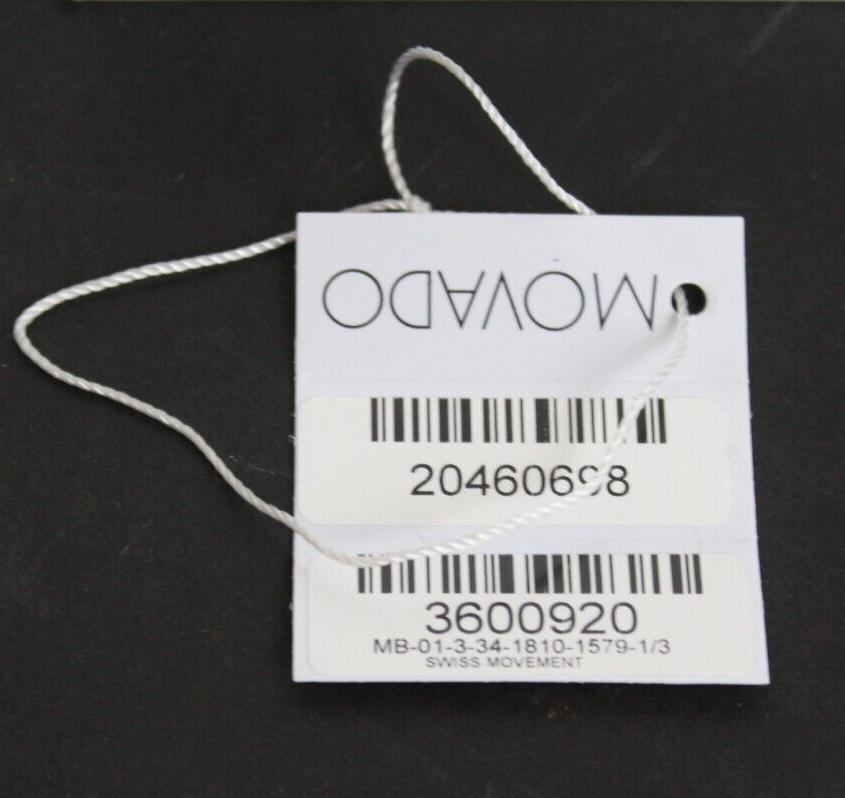 MOVADO
20460698
3600920
MB-01-3-34-1810-1579-1/3
SWISS MOVEMENT